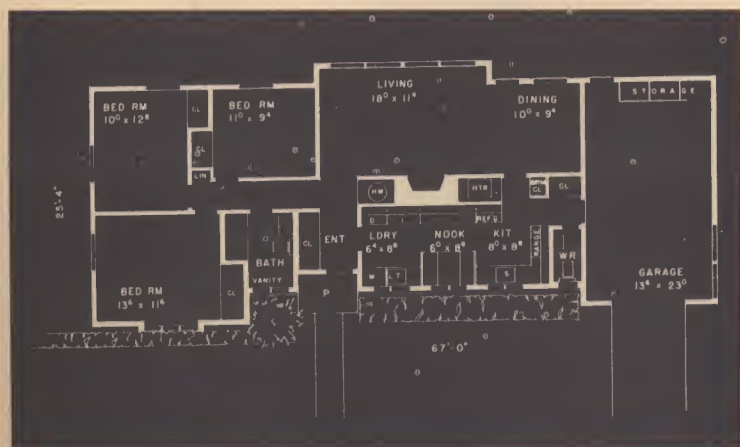 LIVING
18⁰ x 11⁴
BED RM
10⁰ x 12⁸
CL
BED RM
11⁰ x 9⁴
DINING
10⁰ x 9⁴
STORAGE
CL
LIN
HW
HTR
CL
CL
25'-4"
D
REF'G
LDRY
6⁴ x 8⁸
NOOK
6⁰ x 8⁸
KIT
8⁰ x 8⁸
RANGE
CL
ENT
BATH
VANITY
WR
BED RM
13⁶ x 11⁶
CL
W
LT
S
P
GARAGE
13⁴ x 23⁰
67'-0"